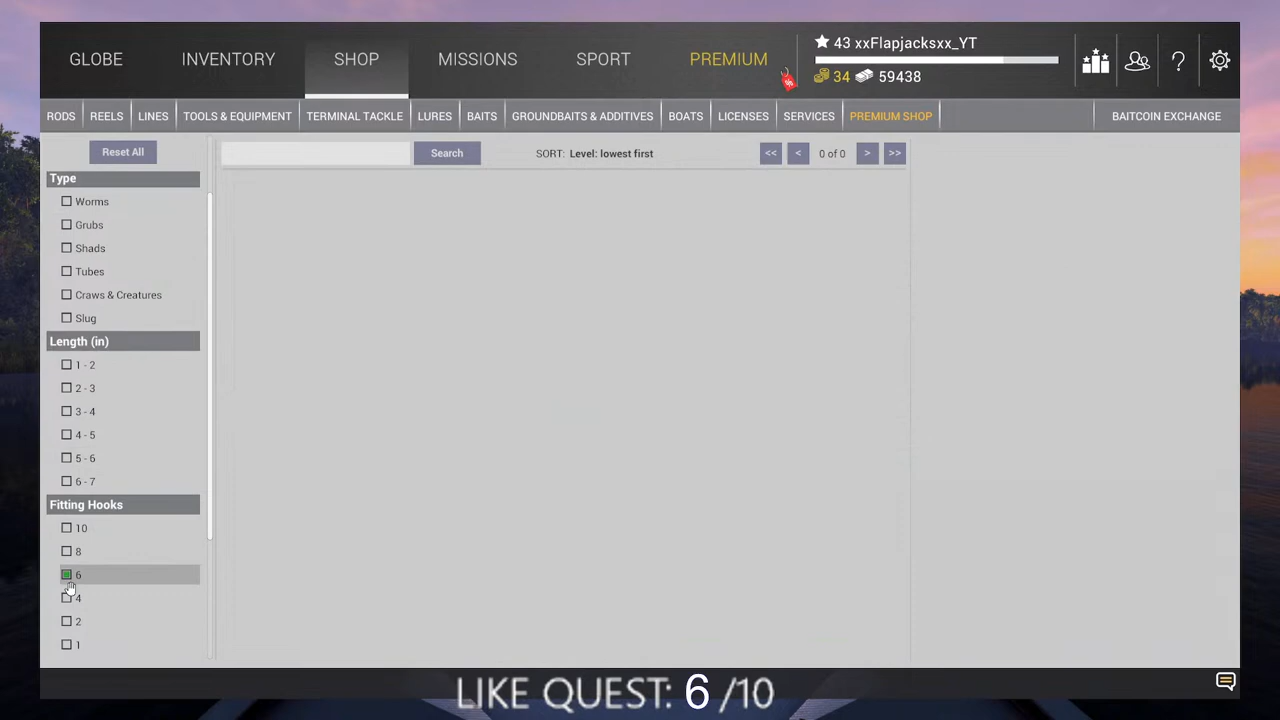 GLOBE INVENTORY SHOP MISSIONS SPORT PREMIUM
43 xxFlapjacksxx_YT
34 59438
RODS REELS LINES TOOLS & EQUIPMENT TERMINAL TACKLE LURES BAITS GROUNDBAITS & ADDITIVES BOATS LICENSES SERVICES PREMIUM SHOP BAITCOIN EXCHANGE
Reset All Search SORT: Level: lowest first << < 0 of 0 > >>
Type
Worms
Grubs
Shads
Tubes
Craws & Creatures
Slug
Length (in)
1 - 2
2 - 3
3 - 4
4 - 5
5 - 6
6 - 7
Fitting Hooks
10
8
6
4
2
1
LIKE QUEST: 6 /10